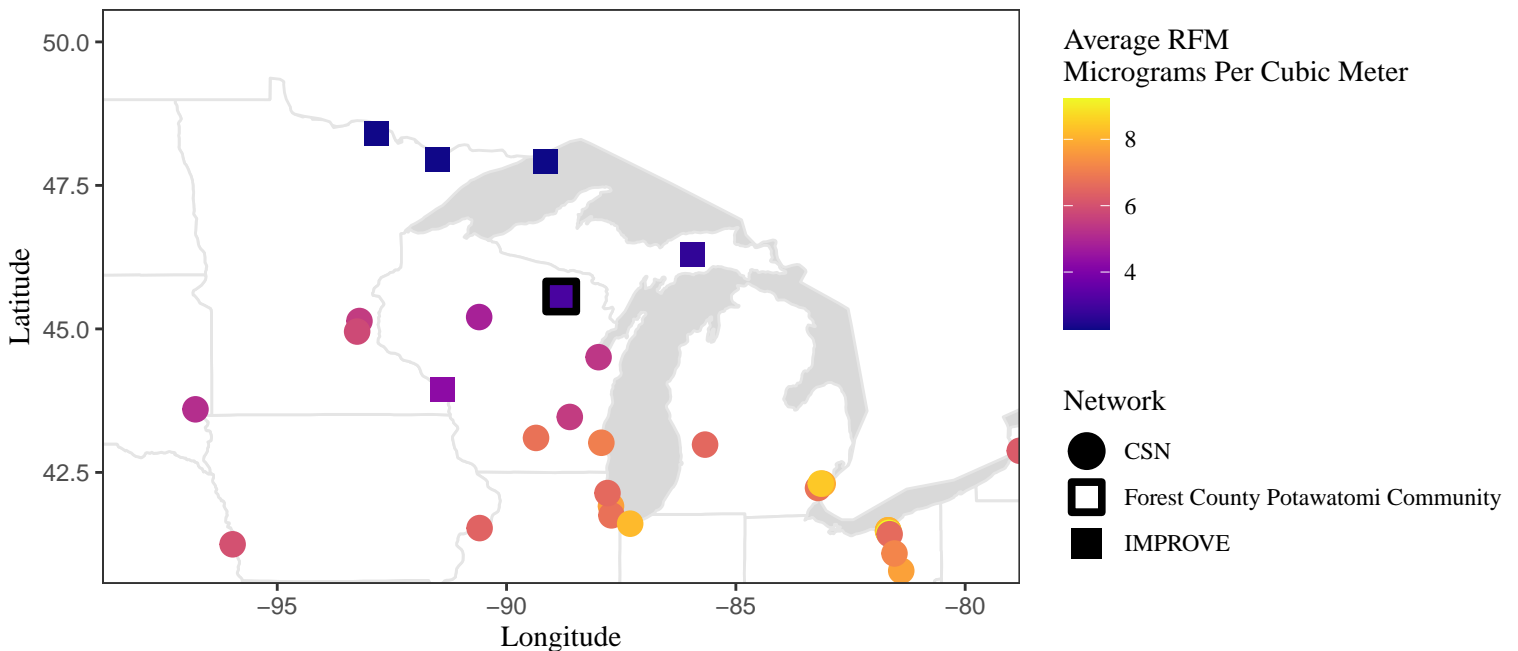 50.0
47.5
45.0
42.5
Latitude
−95
−90
−85
−80
Longitude
Average RFM
Micrograms Per Cubic Meter
8
6
4
Network
CSN
Forest County Potawatomi Community
IMPROVE